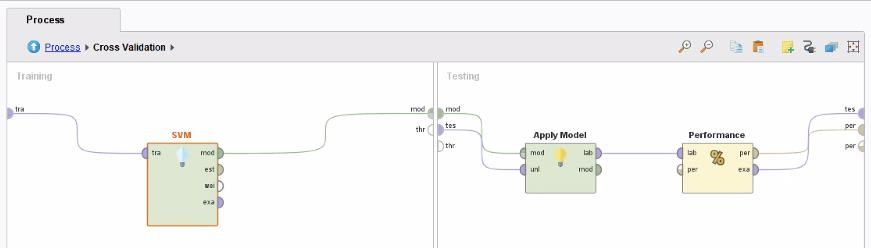 Process
Process Cross Validation
Training
Testing
tra
mod
thr
mod
tes
thr
SVM
tra
mod
est
wei
exa
Apply Model
mod
unl
lab
mod
Performance
%
lab
per
per
exa
tes
per
per